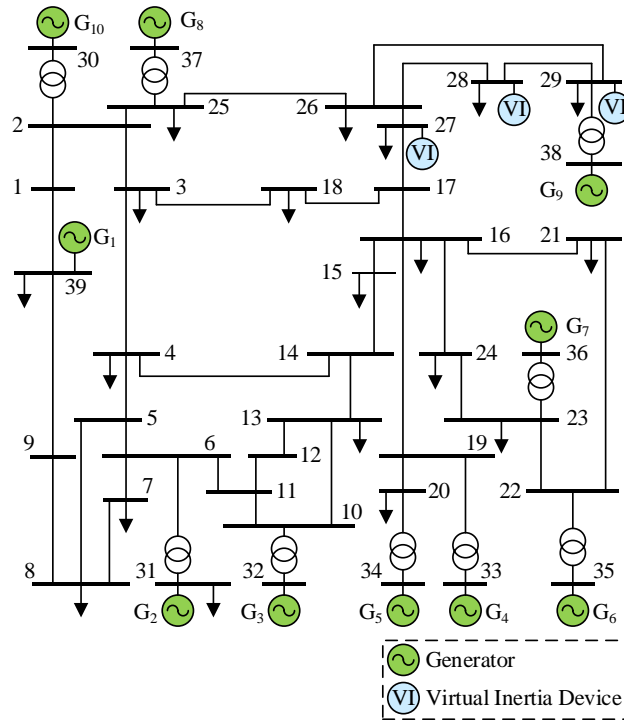 G10 G8
30 37 28 29
VI VI
25 26 27
2 VI 38
G9
1 3 18 17
G1 16 21
15
39 G7
4 14 24 36
5 13 23
9 6 12 19
7 11 20 22
10
8 31 32 34 33 35
G2 G3 G5 G4 G6
Generator
VI Virtual Inertia Device